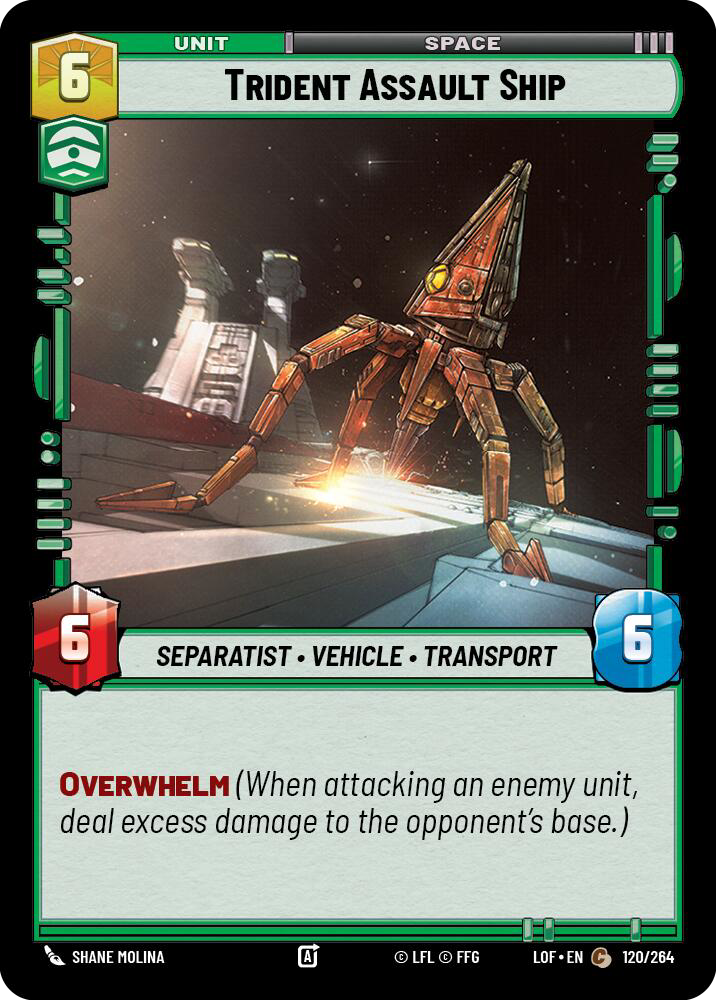 UNIT
SPACE
6
TRIDENT ASSAULT SHIP
6
SEPARATIST • VEHICLE • TRANSPORT
6
OVERWHELM (When attacking an enemy unit,
deal excess damage to the opponent's base.)
SHANE MOLINA
A
© LFL © FFG
LOF • EN
C
120/264